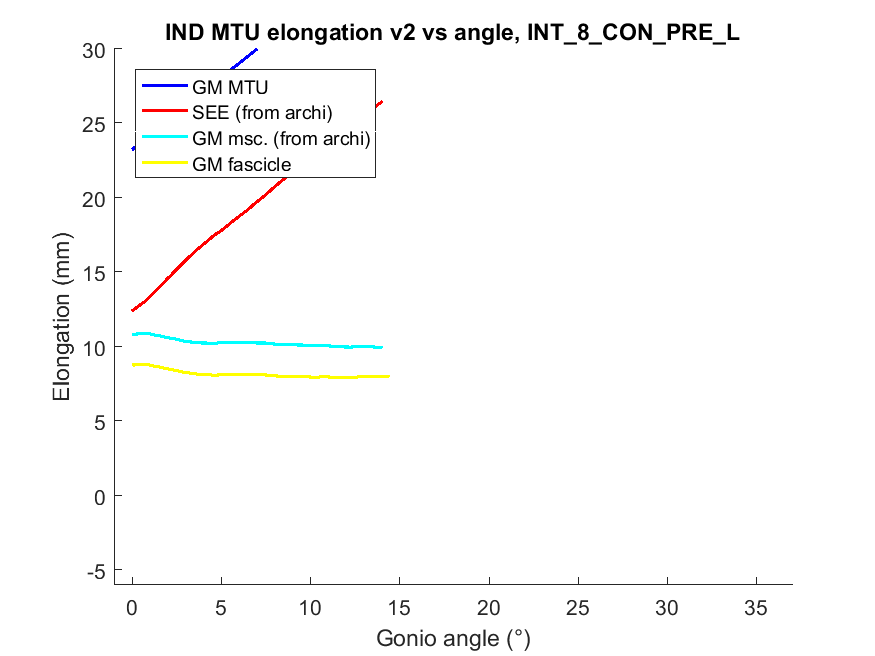 IND MTU elongation v2 vs angle, INT_8_CON_PRE_L
30
25
20
15
10
5
0
-5
Elongation (mm)
GM MTU
SEE (from archi)
GM msc. (from archi)
GM fascicle
0 5 10 15 20 25 30 35
Gonio angle (°)